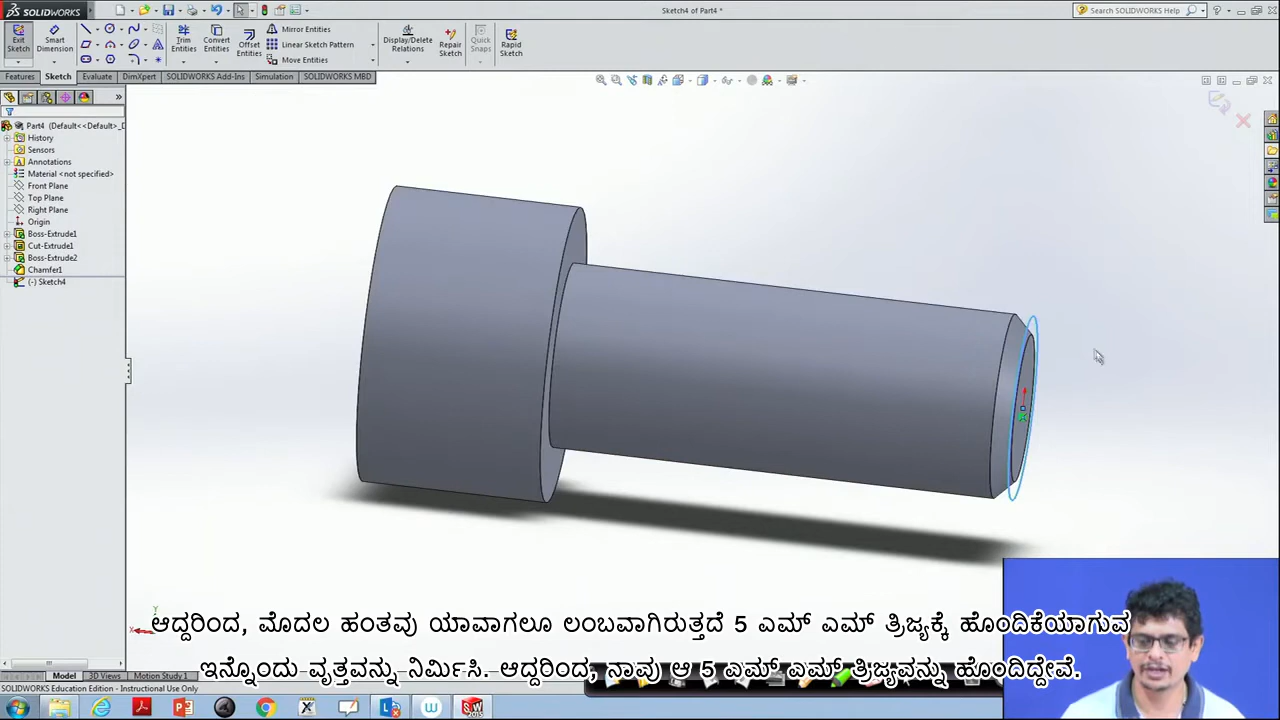 SOLIDWORKS
Sketch4 of Part4 *
Search SOLIDWORKS Help
Exit Sketch
Smart Dimension
Trim Entities
Convert Entities
Offset Entities
Mirror Entities
Linear Sketch Pattern
Move Entities
Display/Delete Relations
Repair Sketch
Quick Snaps
Rapid Sketch
Features Sketch Evaluate DimXpert SOLIDWORKS Add-Ins Simulation SOLIDWORKS MBD
Part4 (Default<<Default>_D
History
Sensors
Annotations
Material <not specified>
Front Plane
Top Plane
Right Plane
Origin
Boss-Extrude1
Cut-Extrude1
Boss-Extrude2
Chamfer1
(-) Sketch4
ಆದ್ದರಿಂದ, ಮೊದಲ ಹಂತವು ಯಾವಾಗಲೂ ಲಂಬವಾಗಿರುತ್ತದೆ 5 ಎಮ್ ಎಮ್ ತ್ರಿಜ್ಯಕ್ಕೆ ಹೊಂದಿಕೆಯಾಗುವ
ಇನ್ನೊಂದು ವೃತ್ತವನ್ನು ನಿರ್ಮಿಸಿ. ಆದ್ದರಿಂದ, ನಾವು ಆ 5 ಎಮ್ ಎಮ್ ತ್ರಿಜ್ಯವನ್ನು ಹೊಂದಿದ್ದೇವೆ.
Model 3D Views Motion Study 1
SOLIDWORKS Education Edition - Instructional Use Only